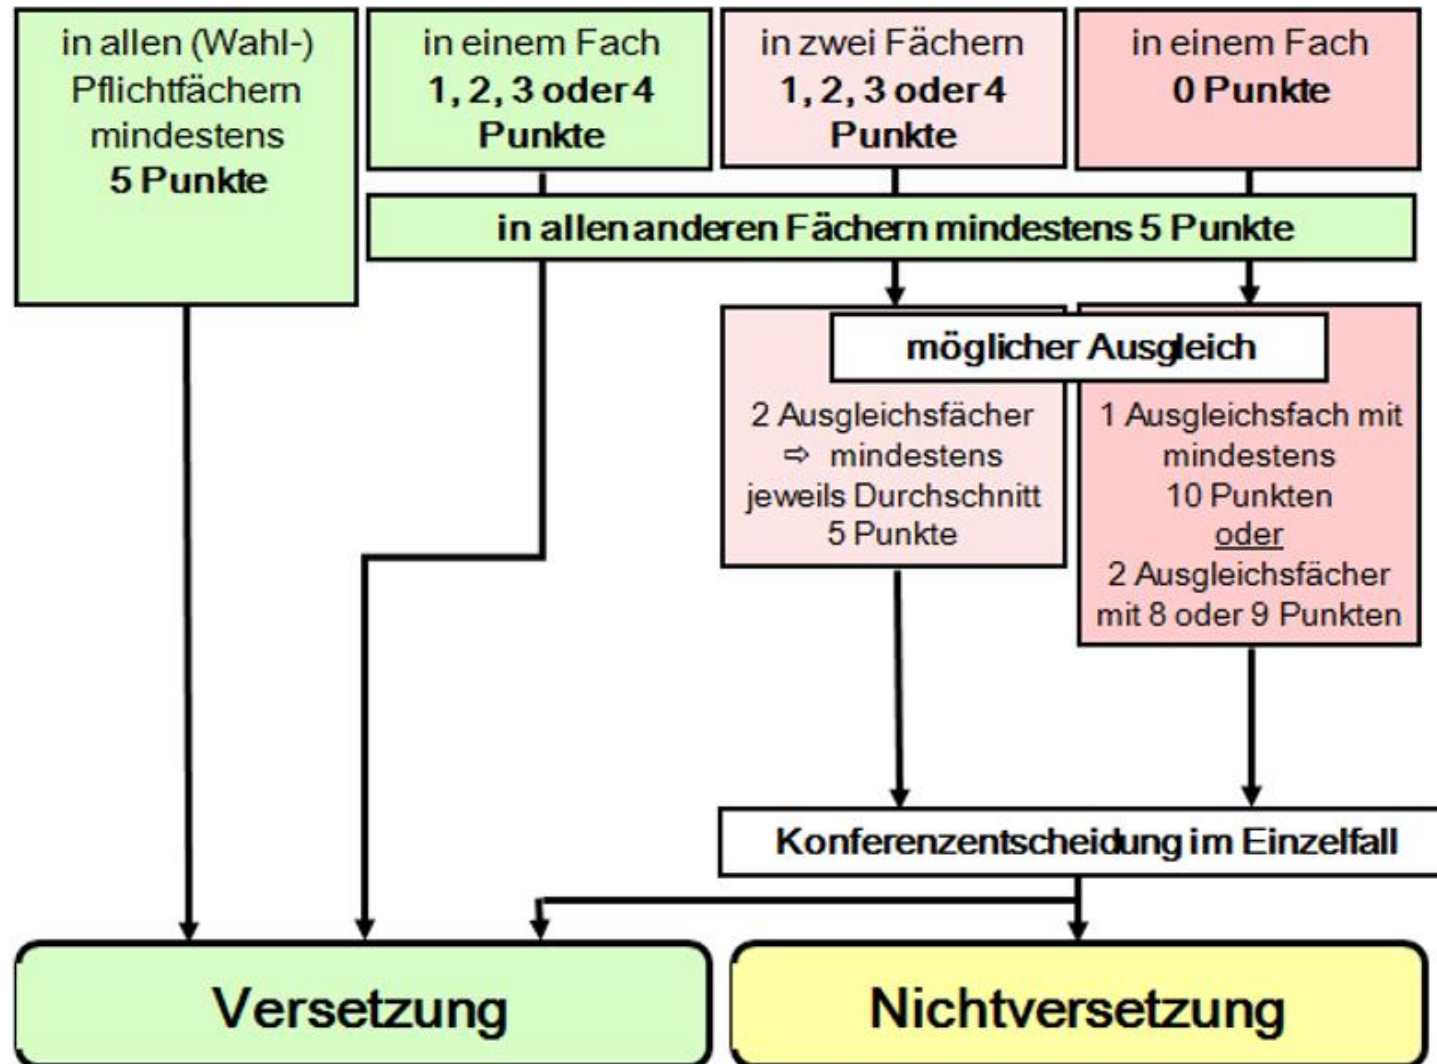 in allen (Wahl-)
Pflichtfächern
mindestens
5 Punkte
in einem Fach
1, 2, 3 oder 4
Punkte
in zwei Fächern
1, 2, 3 oder 4
Punkte
in einem Fach
0 Punkte
in allen anderen Fächern mindestens 5 Punkte
möglicher Ausgleich
2 Ausgleichsfächer
⇨ mindestens
jeweils Durchschnitt
5 Punkte
1 Ausgleichsfach mit
mindestens
10 Punkten
oder
2 Ausgleichsfächer
mit 8 oder 9 Punkten
Konferenzentscheidung im Einzelfall
Versetzung
Nichtversetzung